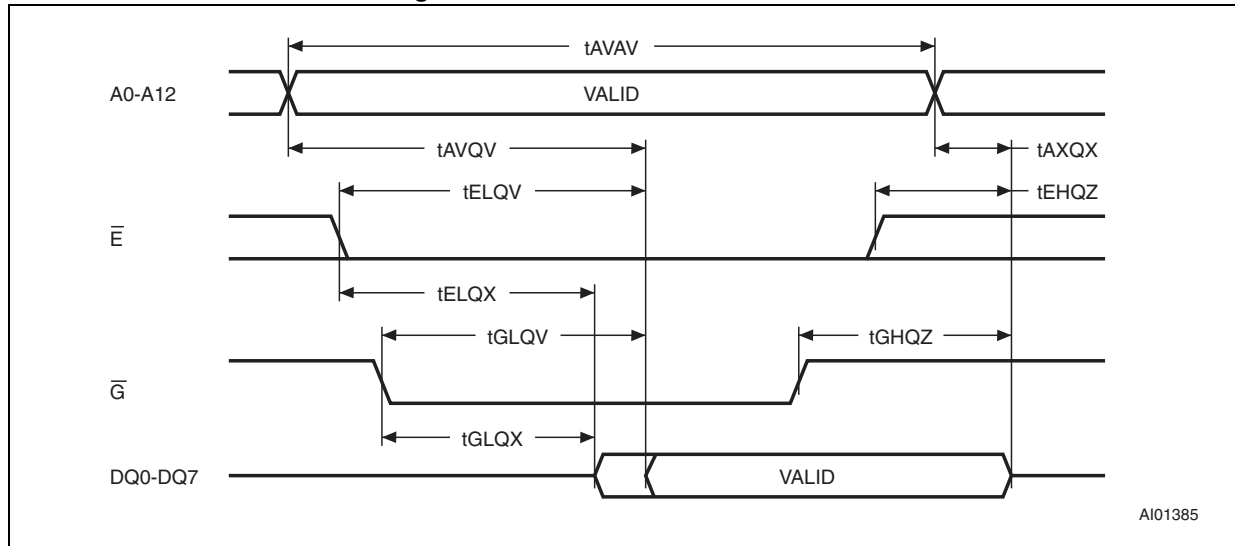 tAVAV
A0-A12
VALID
tAVQV
tAXQX
tELQV
tEHQZ
E̅
tELQX
tGLQV
tGHQZ
G̅
tGLQX
DQ0-DQ7
VALID
AI01385